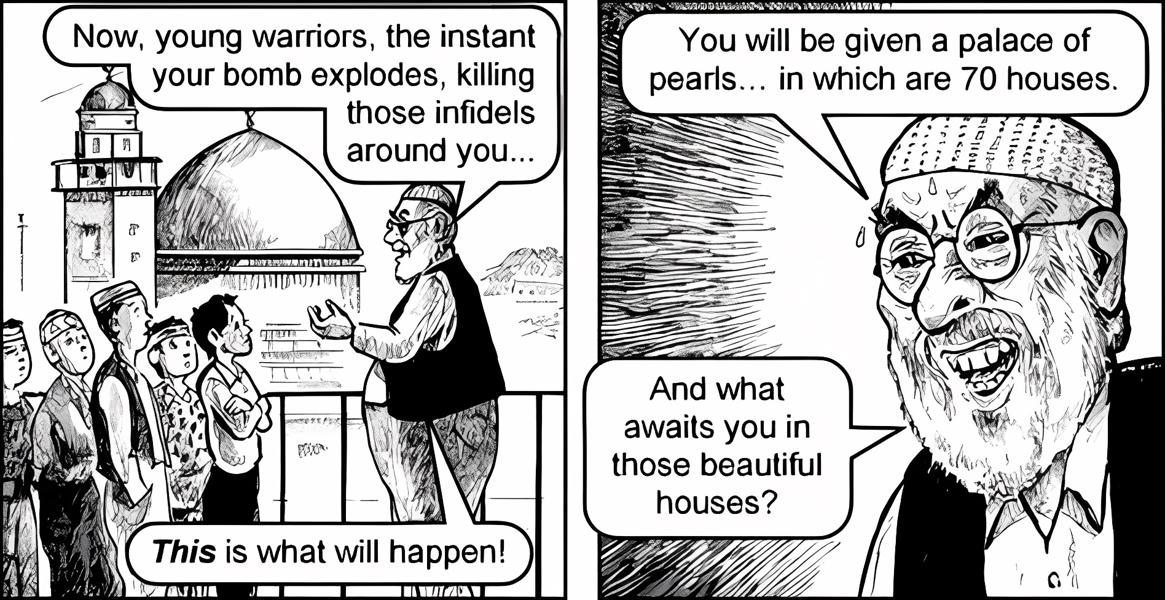 Now, young warriors, the instant
your bomb explodes, killing
those infidels
around you...
This is what will happen!
You will be given a palace of
pearls... in which are 70 houses.
And what
awaits you in
those beautiful
houses?